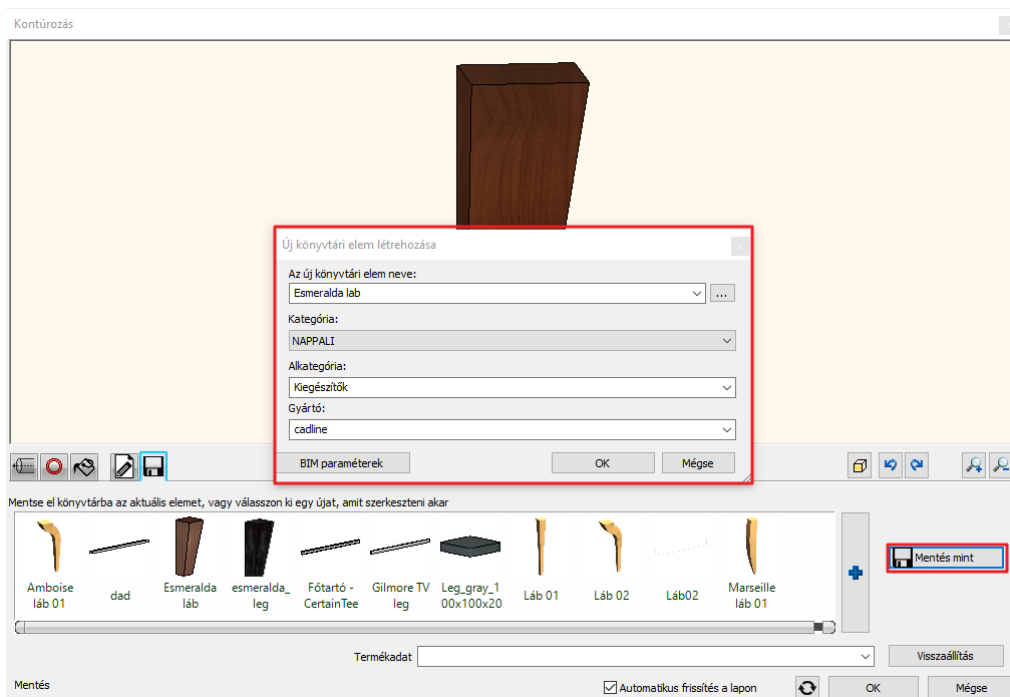 Kontúrozás
Új könyvtári elem létrehozása
Az új könyvtári elem neve:
Esmeralda lab
...
Kategória:
NAPPALI
Alkategória:
Kiegészítők
Gyártó:
cadline
BIM paraméterek
OK
Mégse
Mentse el könyvtárba az aktuális elemet, vagy válasszon ki egy újat, amit szerkeszteni akar
Amboise
láb 01
dad
Esmeralda
láb
esmeralda_
leg
Főtartó -
CertainTee
Gilmore TV
leg
Leg_gray_1
00x100x20
Láb 01
Láb 02
Láb02
Marseille
láb 01
Mentés mint
Termékadat
Visszaállítás
Mentés
Automatikus frissítés a lapon
OK
Mégse